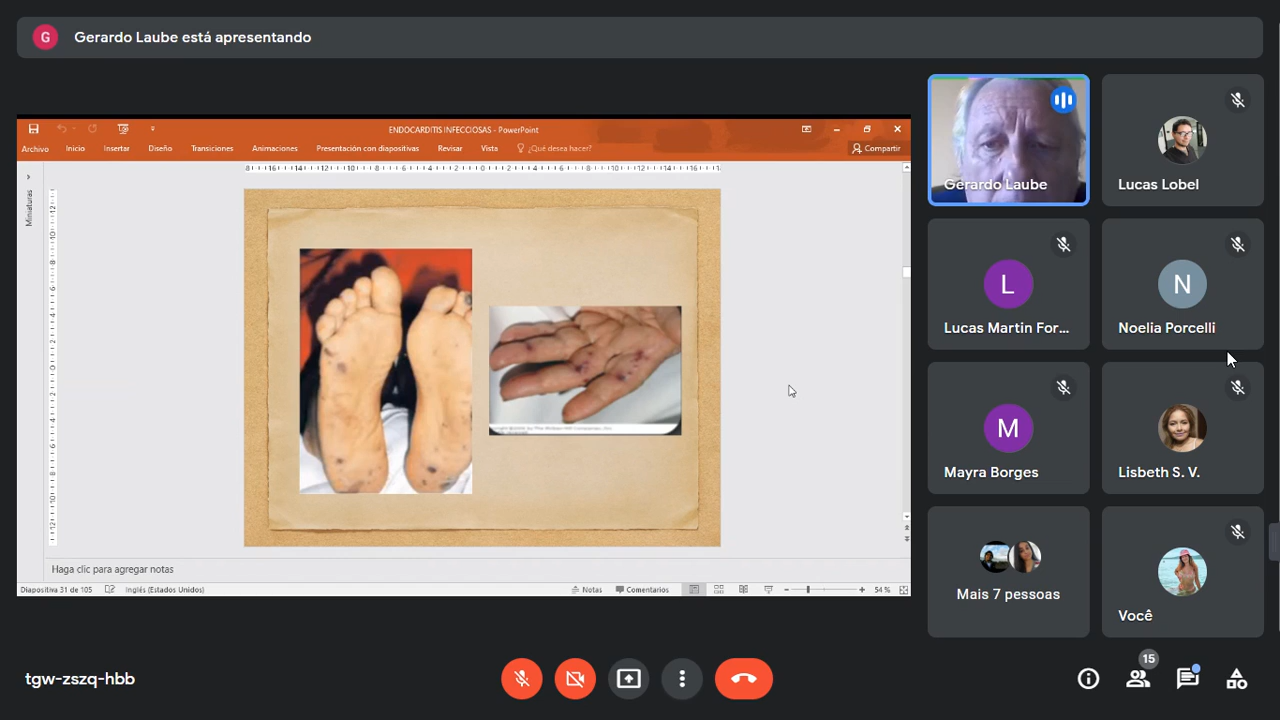 G Gerardo Laube está apresentando
ENDOCARDITIS INFECCIOSAS - PowerPoint
Archivo Inicio Insertar Diseño Transiciones Animaciones Presentación con diapositivas Revisar Vista ¿Qué desea hacer? Compartir
Miniaturas
Haga clic para agregar notas
Diapositiva 31 de 105 Inglés (Estados Unidos) Notas Comentarios 54 %
Gerardo Laube
Lucas Lobel
L
Lucas Martin For...
N
Noelia Porcelli
M
Mayra Borges
Lisbeth S. V.
Mais 7 pessoas
Você
tgw-zszq-hbb
15